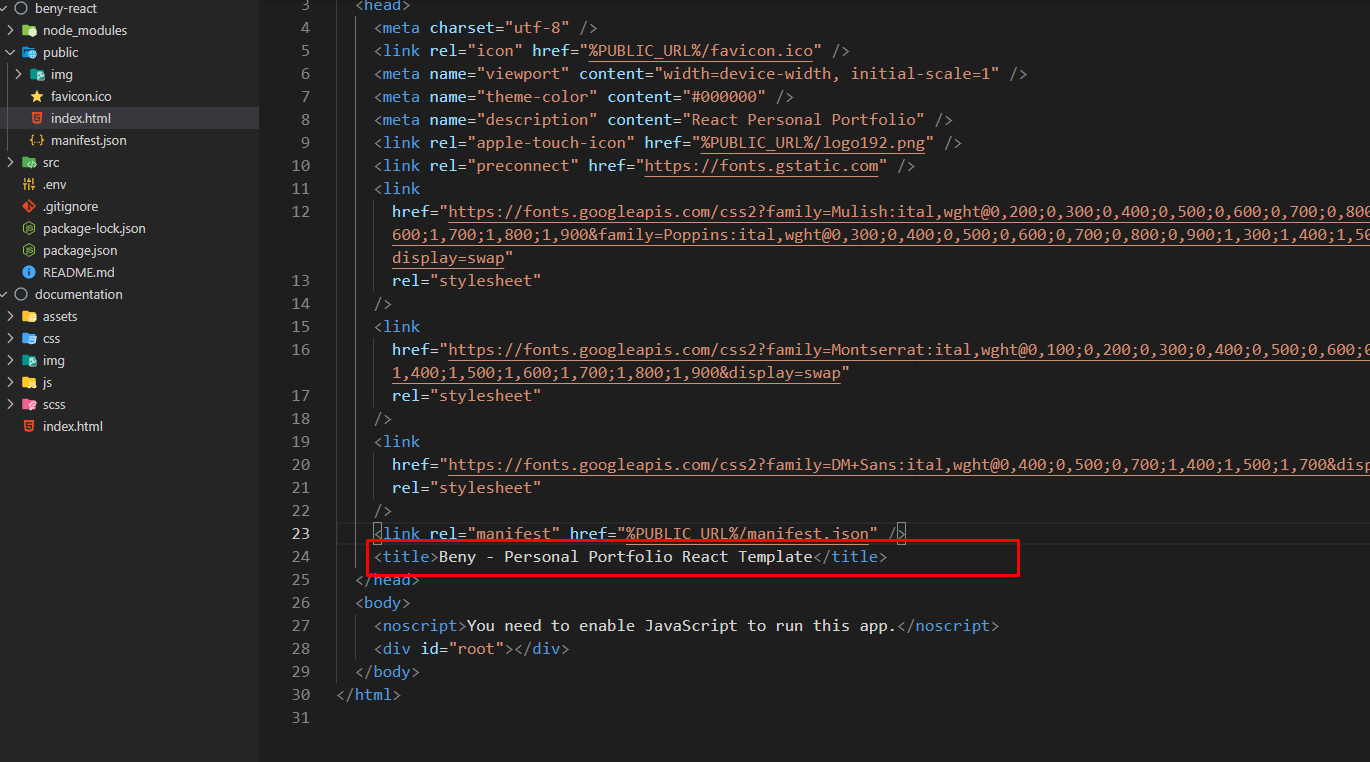 beny-react
node_modules
public
img
favicon.ico
index.html
manifest.json
src
.env
.gitignore
package-lock.json
package.json
README.md
documentation
assets
css
img
js
scss
index.html
3 <head>
4 <meta charset="utf-8" />
5 <link rel="icon" href="%PUBLIC_URL%/favicon.ico" />
6 <meta name="viewport" content="width=device-width, initial-scale=1" />
7 <meta name="theme-color" content="#000000" />
8 <meta name="description" content="React Personal Portfolio" />
9 <link rel="apple-touch-icon" href="%PUBLIC_URL%/logo192.png" />
10 <link rel="preconnect" href="https://fonts.gstatic.com" />
11 <link
12 href="https://fonts.googleapis.com/css2?family=Mulish:ital,wght@0,200;0,300;0,400;0,500;0,600;0,700;0,800
600;1,700;1,800;1,900&family=Poppins:ital,wght@0,300;0,400;0,500;0,600;0,700;0,800;0,900;1,300;1,400;1,50
display=swap"
13 rel="stylesheet"
14 />
15 <link
16 href="https://fonts.googleapis.com/css2?family=Montserrat:ital,wght@0,100;0,200;0,300;0,400;0,500;0,600;0
1,400;1,500;1,600;1,700;1,800;1,900&display=swap"
17 rel="stylesheet"
18 />
19 <link
20 href="https://fonts.googleapis.com/css2?family=DM+Sans:ital,wght@0,400;0,500;0,700;1,400;1,500;1,700&disp
21 rel="stylesheet"
22 />
23 <link rel="manifest" href="%PUBLIC_URL%/manifest.json" />
24 <title>Beny - Personal Portfolio React Template</title>
25 </head>
26 <body>
27 <noscript>You need to enable JavaScript to run this app.</noscript>
28 <div id="root"></div>
29 </body>
30 </html>
31